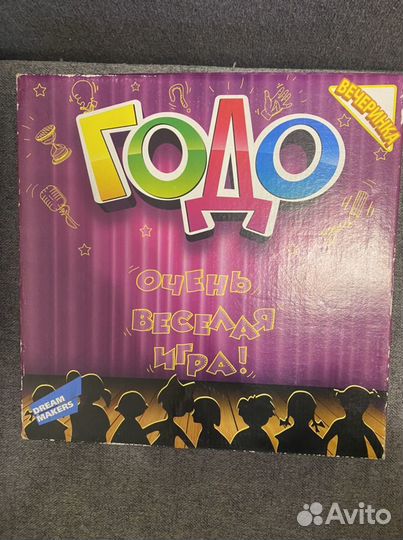 ВЕЧЕРИНКА
ГОДО
ОЧЕНЬ
ВЕСЕЛАЯ
ИГРА!
DREAM
MAKERS
Avito